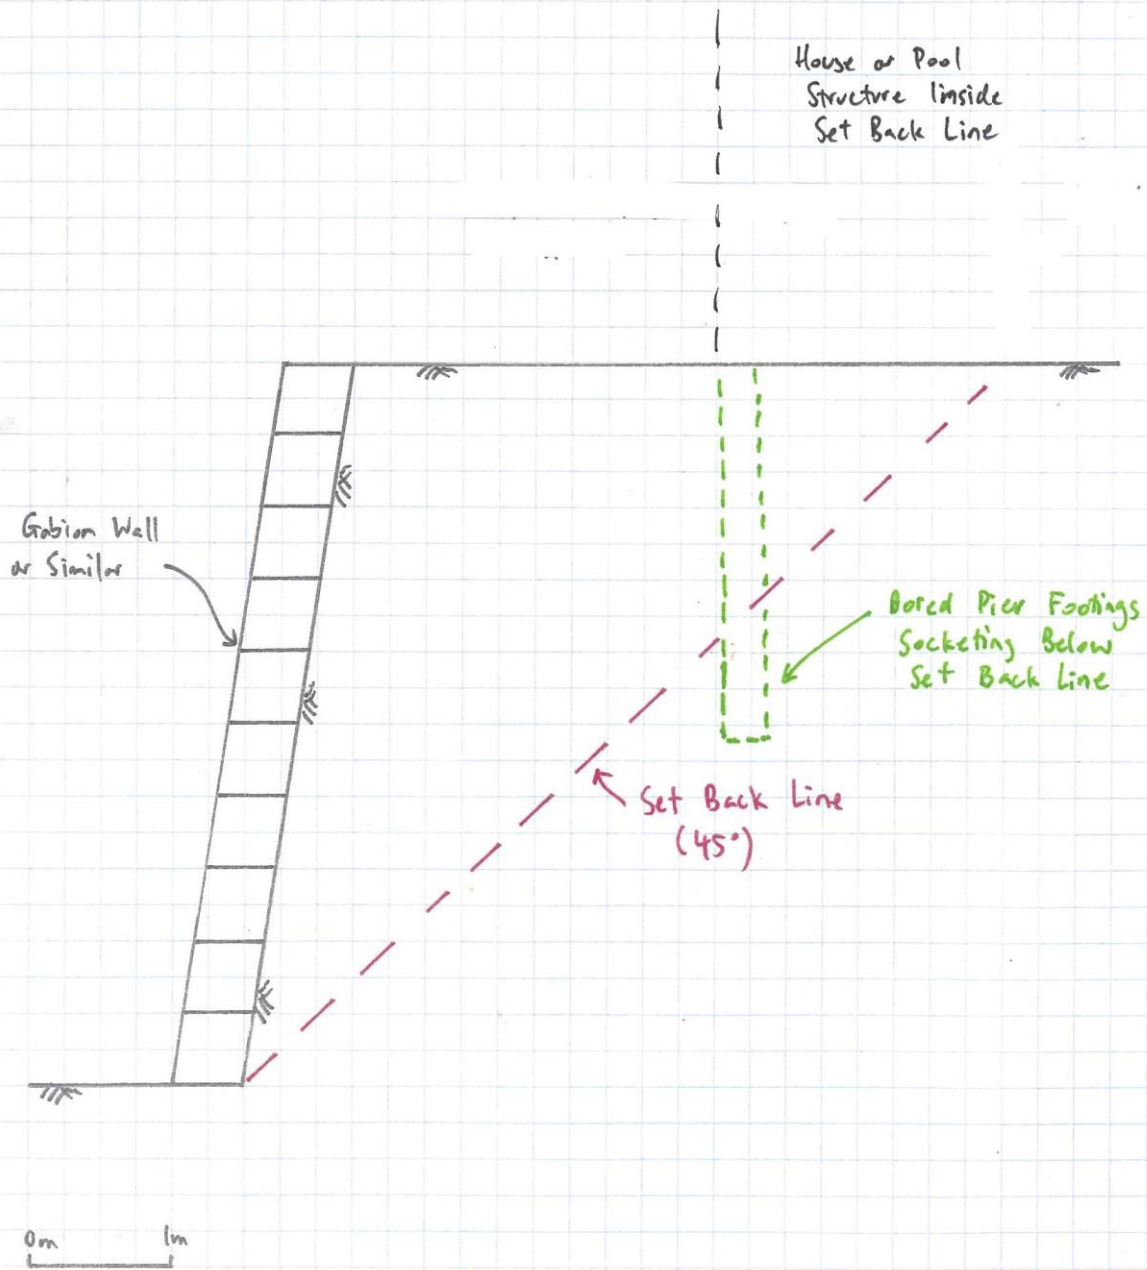 House or Pool
Structure Iinside
Set Back Line
Gabion Wall
or Similar
Bored Pier Footings
Socketing Below
Set Back Line
Set Back Line
(45°)
0m 1m